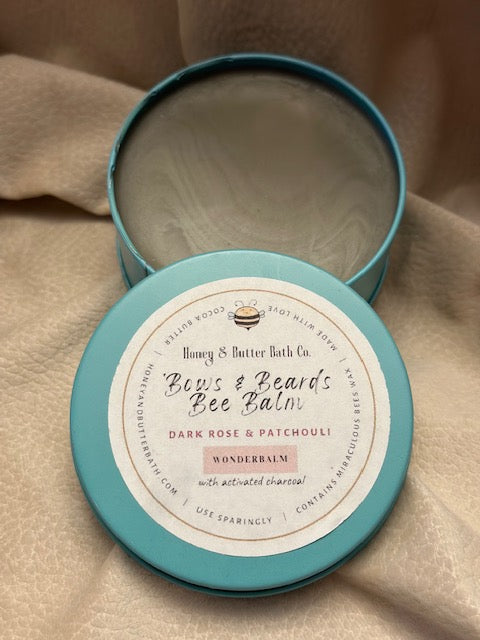 Honey & Butter Bath Co.
'Bows & Beards
Bee Balm
DARK ROSE & PATCHOULI
WONDERBALM
with activated charcoal
HONEYANDBUTTERBATH.COM | COCOA BUTTER | MADE WITH LOVE | CONTAINS MIRACULOUS BEES WAX | USE SPARINGLY |